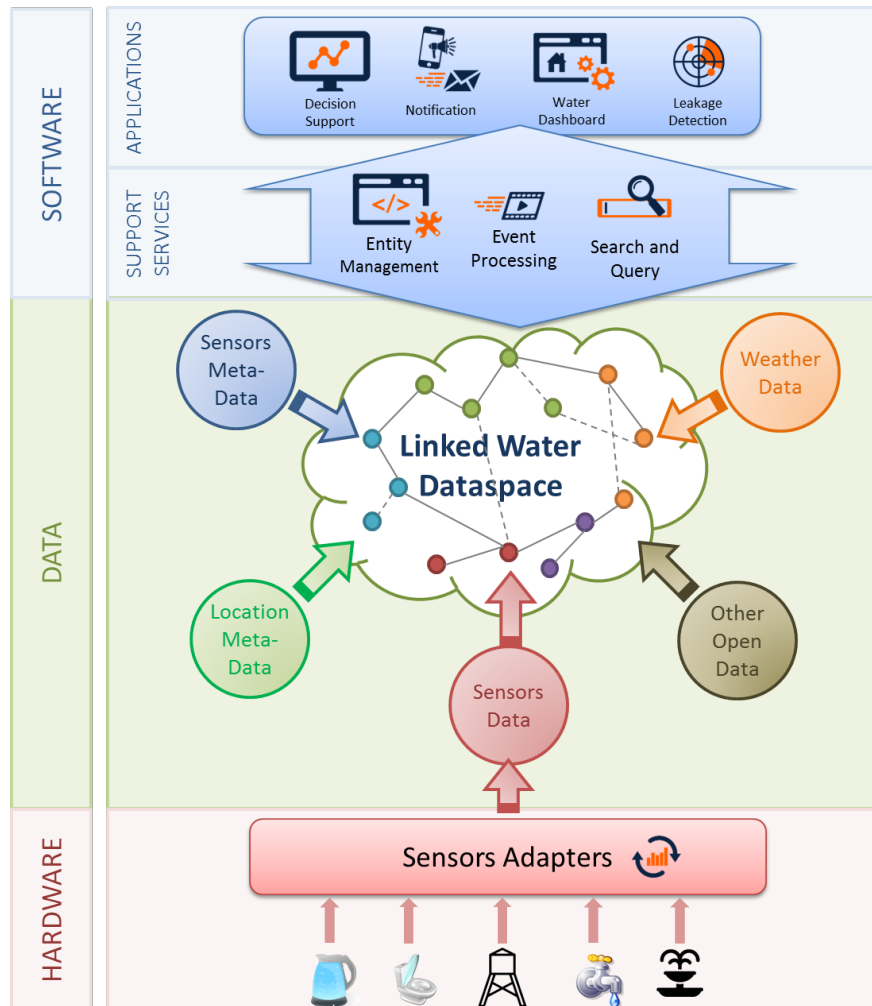 SOFTWARE
APPLICATIONS
Decision
Support
Notification
Water
Dashboard
Leakage
Detection
SUPPORT
SERVICES
</>
Entity
Management
Event
Processing
Search and
Query
DATA
Sensors
Meta-
Data
Weather
Data
Linked Water
Dataspace
Location
Meta-
Data
Other
Open
Data
Sensors
Data
HARDWARE
Sensors Adapters